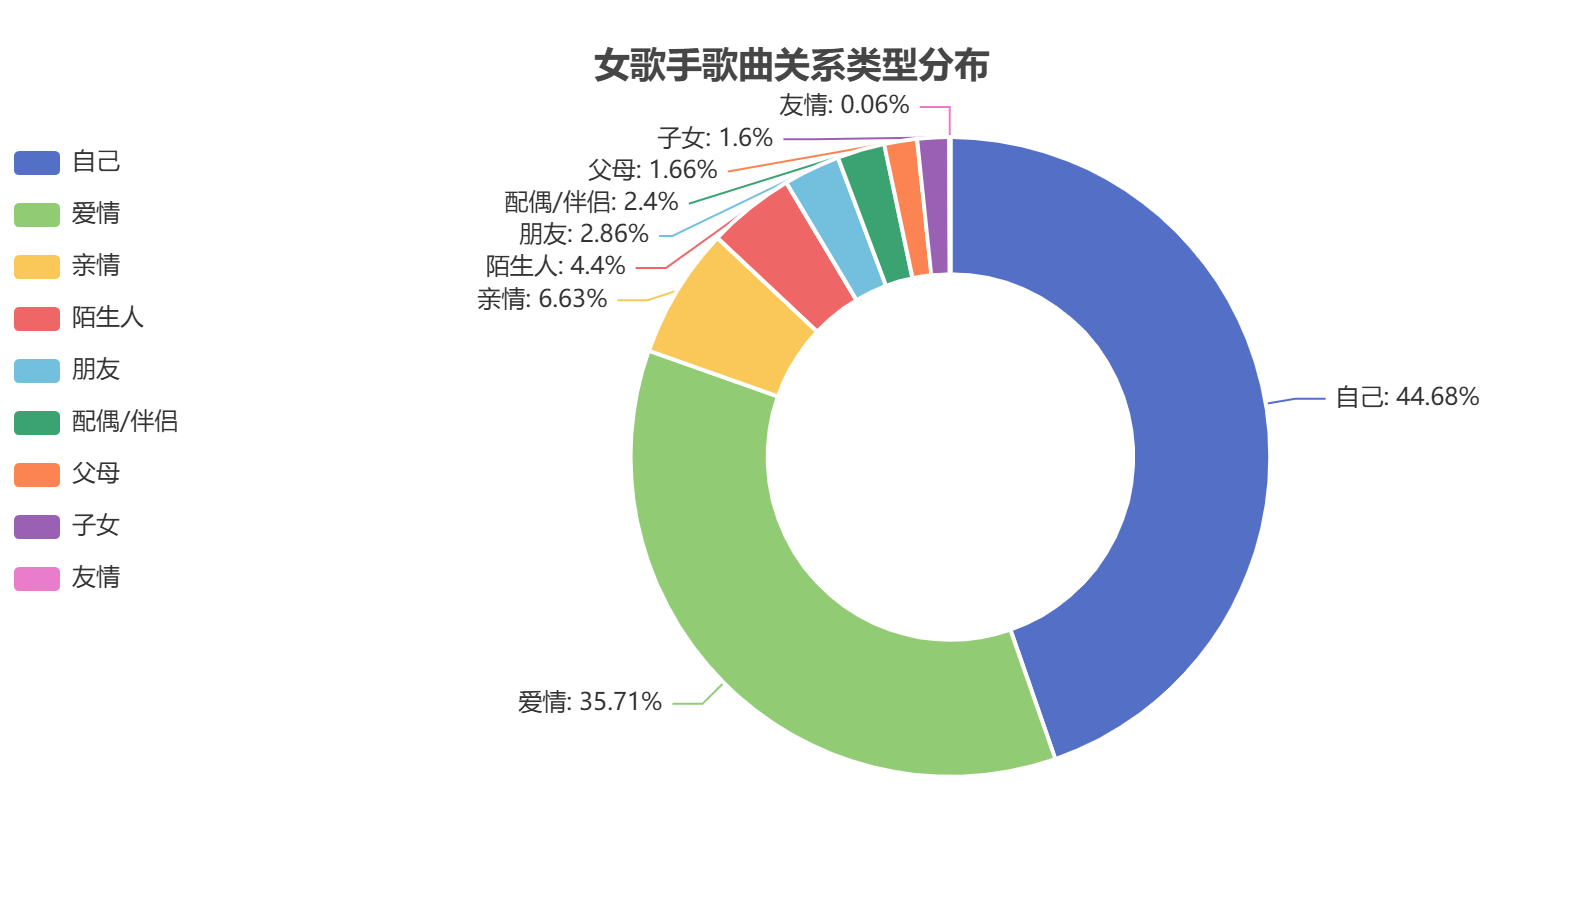 女歌手歌曲关系类型分布
自己
爱情
亲情
陌生人
朋友
配偶/伴侣
父母
子女
友情
友情: 0.06%
子女: 1.6%
父母: 1.66%
配偶/伴侣: 2.4%
朋友: 2.86%
陌生人: 4.4%
亲情: 6.63%
自己: 44.68%
爱情: 35.71%